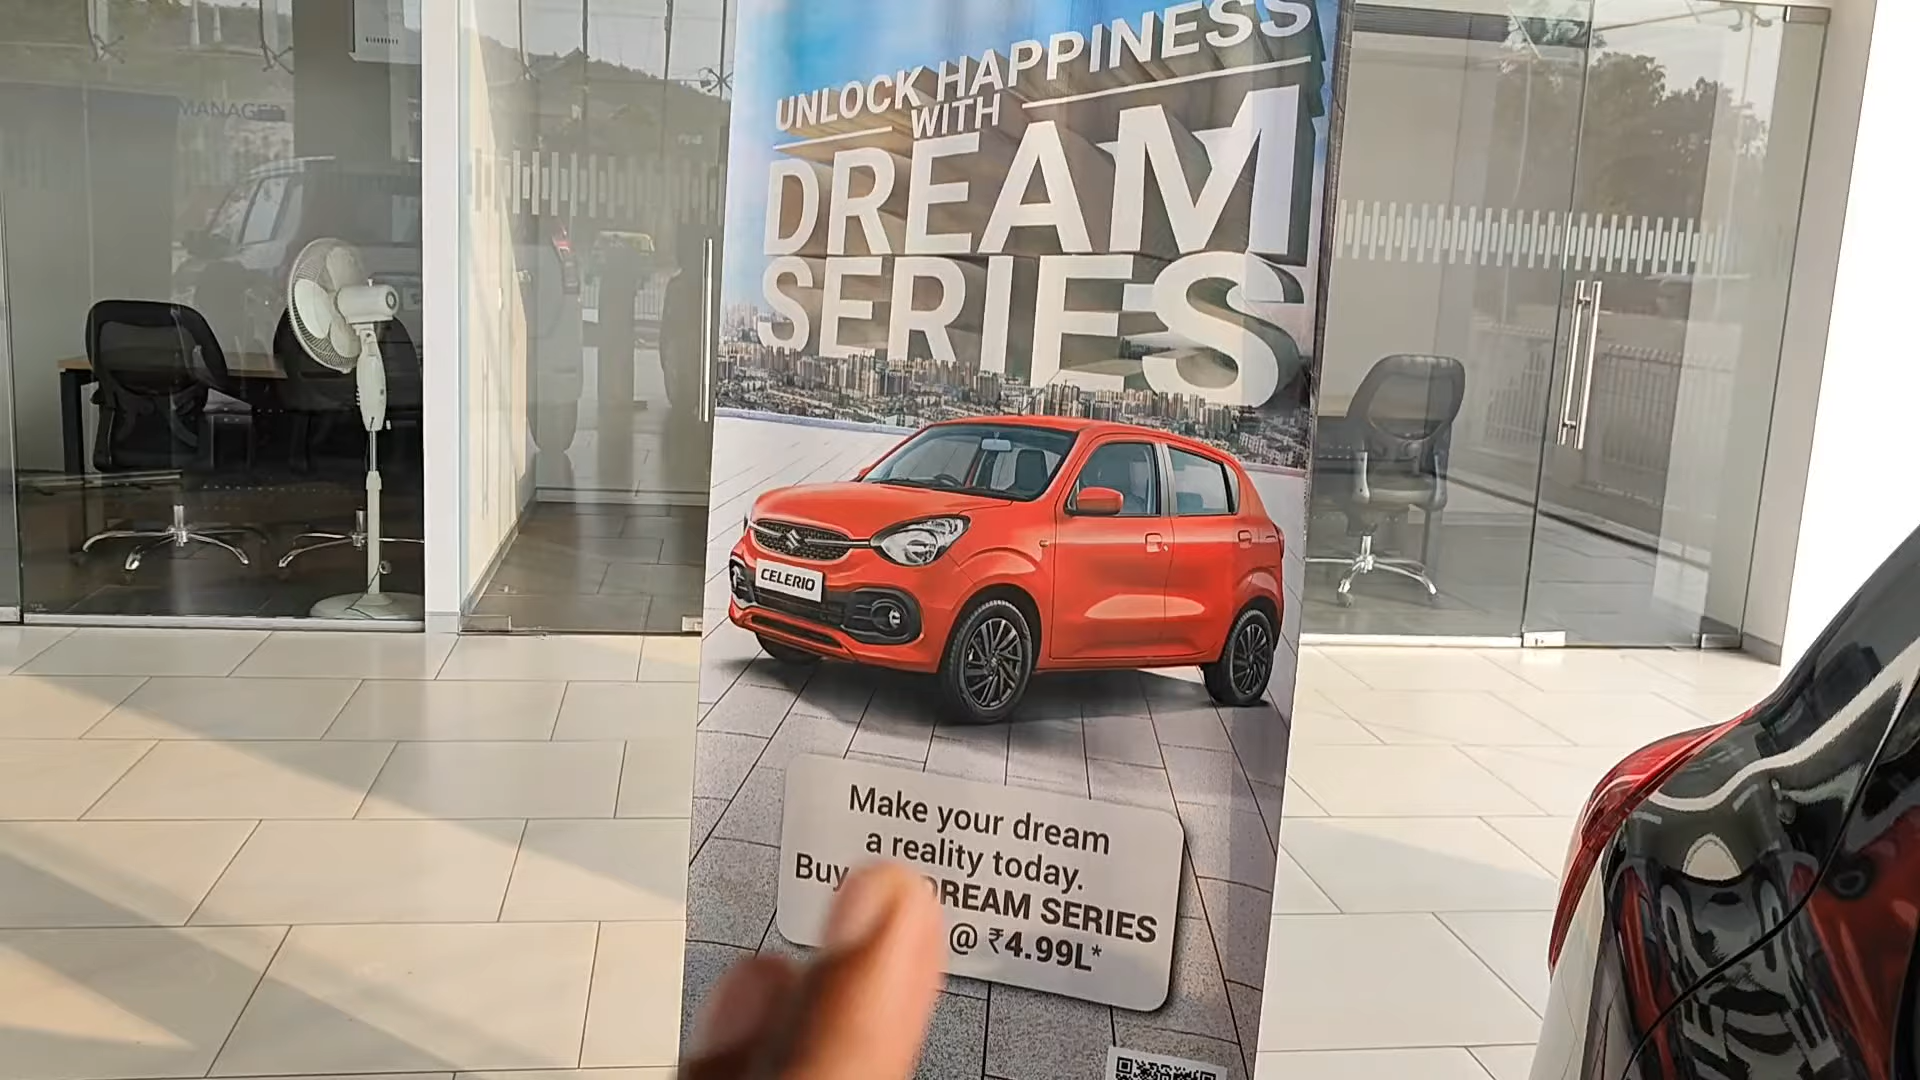 MANAGER
UNLOCK HAPPINESS
WITH
DREAM
SERIES
CELERIO
Make your dream
a reality today.
Buy DREAM SERIES
@ ₹4.99L*